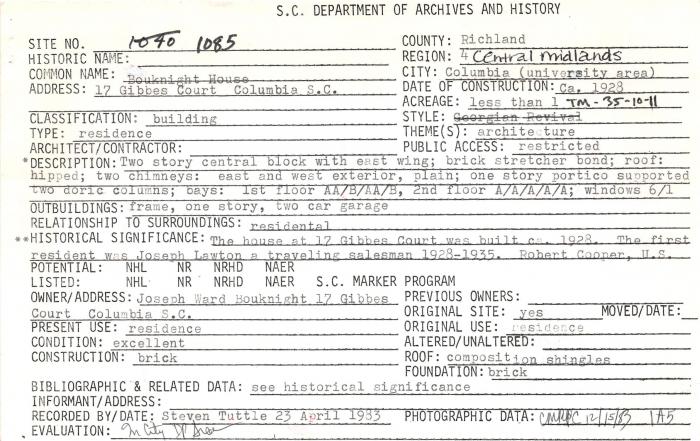 S.C. DEPARTMENT OF ARCHIVES AND HISTORY
SITE NO. 1040 1085 COUNTY: Richland
HISTORIC NAME: REGION: 4 Central midlands
COMMON NAME: Bouknight House CITY: Columbia (university area)
ADDRESS: 17 Gibbes Court Columbia S.C. DATE OF CONSTRUCTION: Ca. 1928
ACREAGE: less than 1 TM-35-10-11
CLASSIFICATION: building STYLE: Georgian Revival
TYPE: residence THEME(S): architecture
ARCHITECT/CONTRACTOR: PUBLIC ACCESS: restricted
*DESCRIPTION: Two story central block with east wing; brick stretcher bond; roof:
hipped; two chimneys: east and west exterior, plain; one story portico supported
two doric columns; bays: 1st floor AA/B/AA/B, 2nd floor A/A/A/A/A; windows 6/1
OUTBUILDINGS: frame, one story, two car garage
RELATIONSHIP TO SURROUNDINGS: residental
**HISTORICAL SIGNIFICANCE: The house at 17 Gibbes Court was built ca. 1928. The first
resident was Joseph Lawton a traveling salesman 1928-1935. Robert Cooper, U.S.
POTENTIAL: NHL NR NRHD NAER
LISTED: NHL NR NRHD NAER S.C. MARKER PROGRAM
OWNER/ADDRESS: Joseph Ward Bouknight 17 Gibbes PREVIOUS OWNERS:
Court Columbia S.C. ORIGINAL SITE: yes MOVED/DATE:
PRESENT USE: residence ORIGINAL USE: residence
CONDITION: excellent ALTERED/UNALTERED:
CONSTRUCTION: brick ROOF: composition shingles
FOUNDATION: brick
BIBLIOGRAPHIC & RELATED DATA: see historical significance
INFORMANT/ADDRESS:
RECORDED BY/DATE: Steven Tuttle 23 April 1983 PHOTOGRAPHIC DATA: CMRPC 12/15/83 1A5
EVALUATION: In City